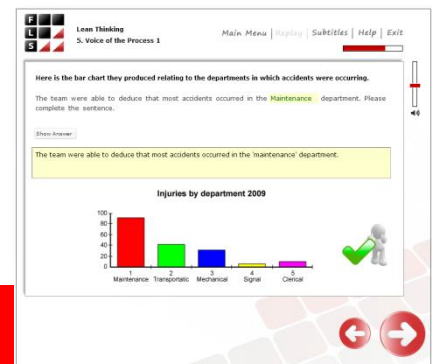 F
L
S
Lean Thinking
5. Voice of the Process 1
Main Menu | Replay | Subtitles | Help | Exit
Here is the bar chart they produced relating to the departments in which accidents were occurring.
The team were able to deduce that most accidents occurred in the Maintenance department. Please
complete the sentence.
Show Answer
The team were able to deduce that most accidents occurred in the 'maintenance' department.
Injuries by department 2009
100
80
60
40
20
0
1 2 3 4 5
Maintenance Transportatic Mechanical Signal Clerical